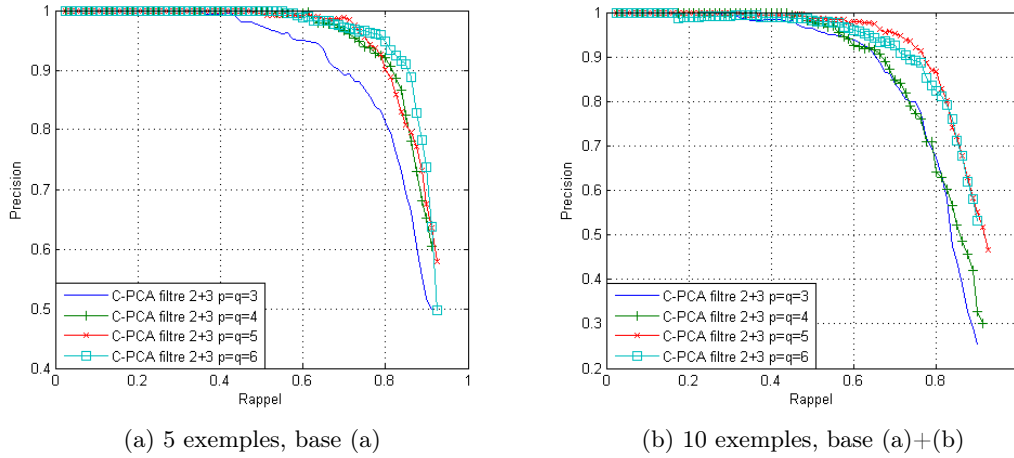 1
0.9
0.8
0.7
0.6
0.5
0.4
Precision
0 0.2 0.4 0.6 0.8 1
Rappel
C-PCA filtre 2+3 p=q=3
C-PCA filtre 2+3 p=q=4
C-PCA filtre 2+3 p=q=5
C-PCA filtre 2+3 p=q=6
(a) 5 exemples, base (a)
1
0.9
0.8
0.7
0.6
0.5
0.4
0.3
0.2
Precision
0 0.2 0.4 0.6 0.8
Rappel
C-PCA filtre 2+3 p=q=3
C-PCA filtre 2+3 p=q=4
C-PCA filtre 2+3 p=q=5
C-PCA filtre 2+3 p=q=6
(b) 10 exemples, base (a)+(b)